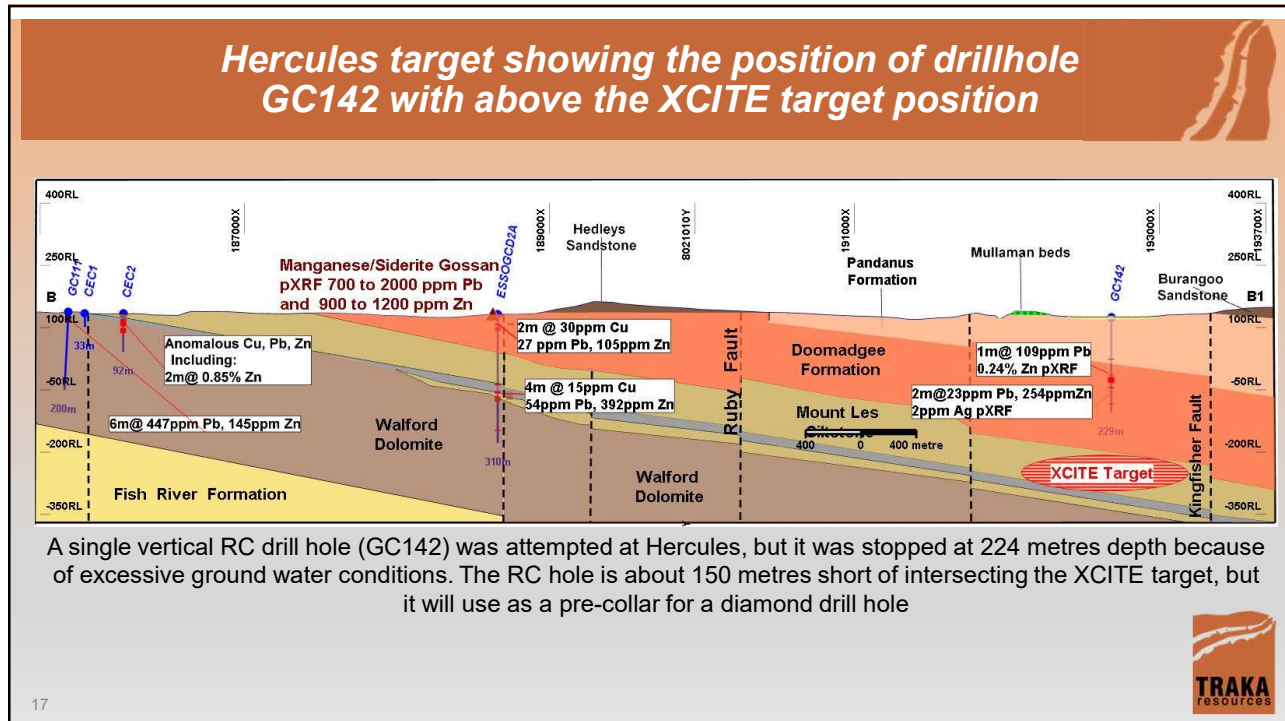 Hercules target showing the position of drillhole
GC142 with above the XCITE target position
400RL
250RL
B
100RL
-50RL
-200RL
-350RL
GC111
CEC1
CEC2
187000X
ESSOGCD2A
189000X
8021010Y
191000X
GC142
193000X
193700X
400RL
250RL
B1
100RL
-50RL
-200RL
-350RL
Manganese/Siderite Gossan
pXRF 700 to 2000 ppm Pb
and 900 to 1200 ppm Zn
Hedleys
Sandstone
Pandanus
Formation
Mullaman beds
Burangoo
Sandstone
33m
92m
200m
310m
229m
Anomalous Cu, Pb, Zn
Including:
2m@ 0.85% Zn
6m@ 447ppm Pb, 145ppm Zn
2m @ 30ppm Cu
27 ppm Pb, 105ppm Zn
4m @ 15ppm Cu
54ppm Pb, 392ppm Zn
Walford
Dolomite
Fish River Formation
Walford
Dolomite
Ruby Fault
Doomadgee
Formation
Mount Les
400 0 400 metre
1m@ 109ppm Pb
0.24% Zn pXRF
2m@23ppm Pb, 254ppmZn
2ppm Ag pXRF
XCITE Target
Kingfisher Fault
A single vertical RC drill hole (GC142) was attempted at Hercules, but it was stopped at 224 metres depth because
of excessive ground water conditions. The RC hole is about 150 metres short of intersecting the XCITE target, but
it will use as a pre-collar for a diamond drill hole
17
TRAKA
resources